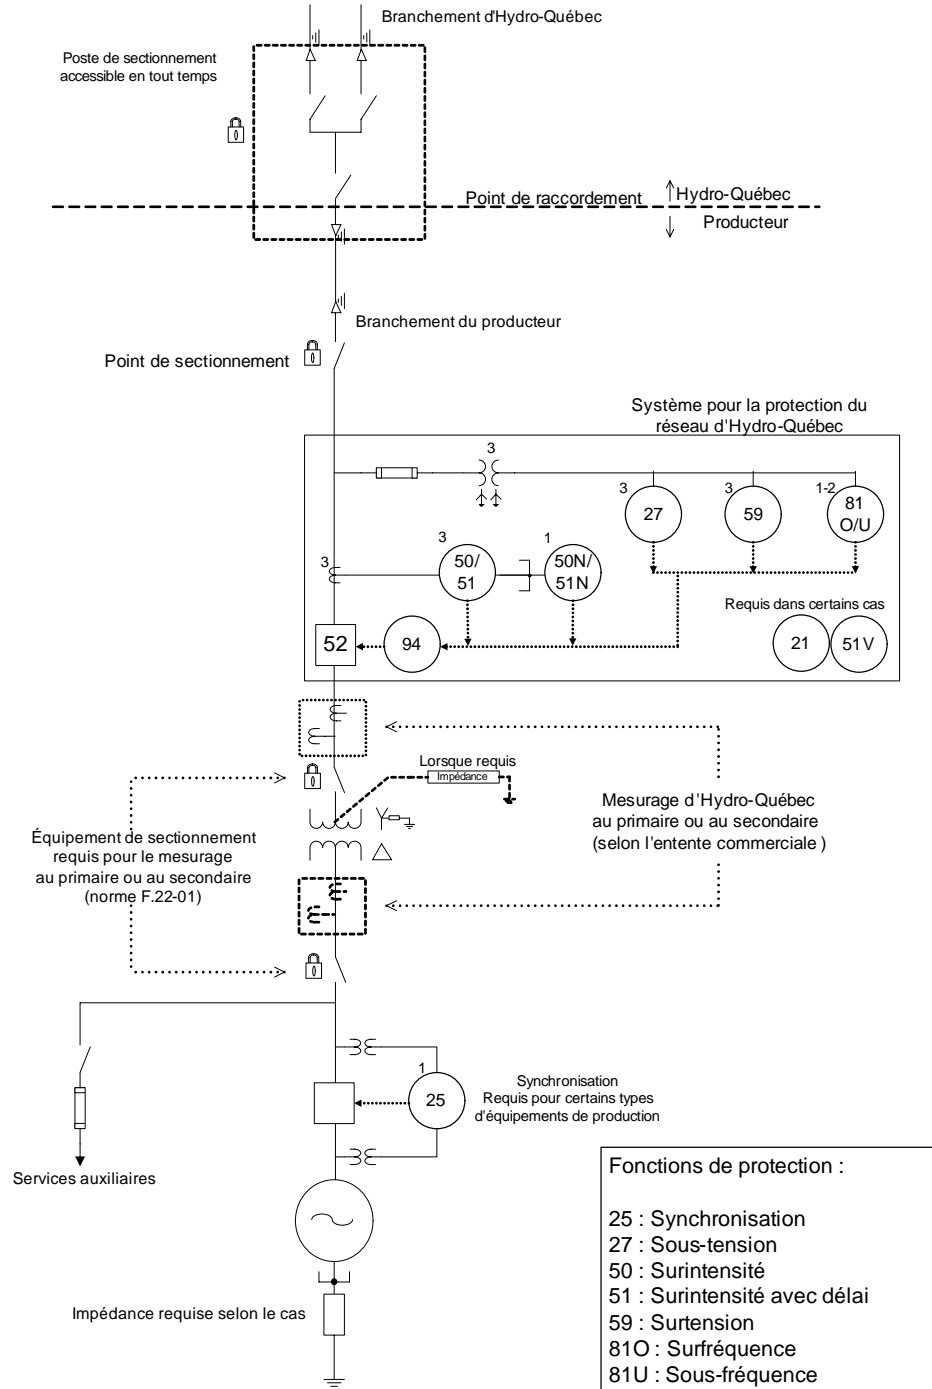 Branchement d'Hydro-Québec
Poste de sectionnement
accessible en tout temps
Point de raccordement
Hydro-Québec
Producteur
Branchement du producteur
Point de sectionnement
Système pour la protection du
réseau d'Hydro-Québec
3
3
3
1-2
27
59
81
O/U
3
3
1
50/
51
50N/
51N
Requis dans certains cas
52
94
21
51V
Lorsque requis
Impédance
Mesurage d'Hydro-Québec
au primaire ou au secondaire
(selon l'entente commerciale )
Équipement de sectionnement
requis pour le mesurage
au primaire ou au secondaire
(norme F.22-01)
1
25
Synchronisation
Requis pour certains types
d'équipements de production
Services auxiliaires
Impédance requise selon le cas
Fonctions de protection :
25 : Synchronisation
27 : Sous-tension
50 : Surintensité
51 : Surintensité avec délai
59 : Surtension
81O : Surfréquence
81U : Sous-fréquence